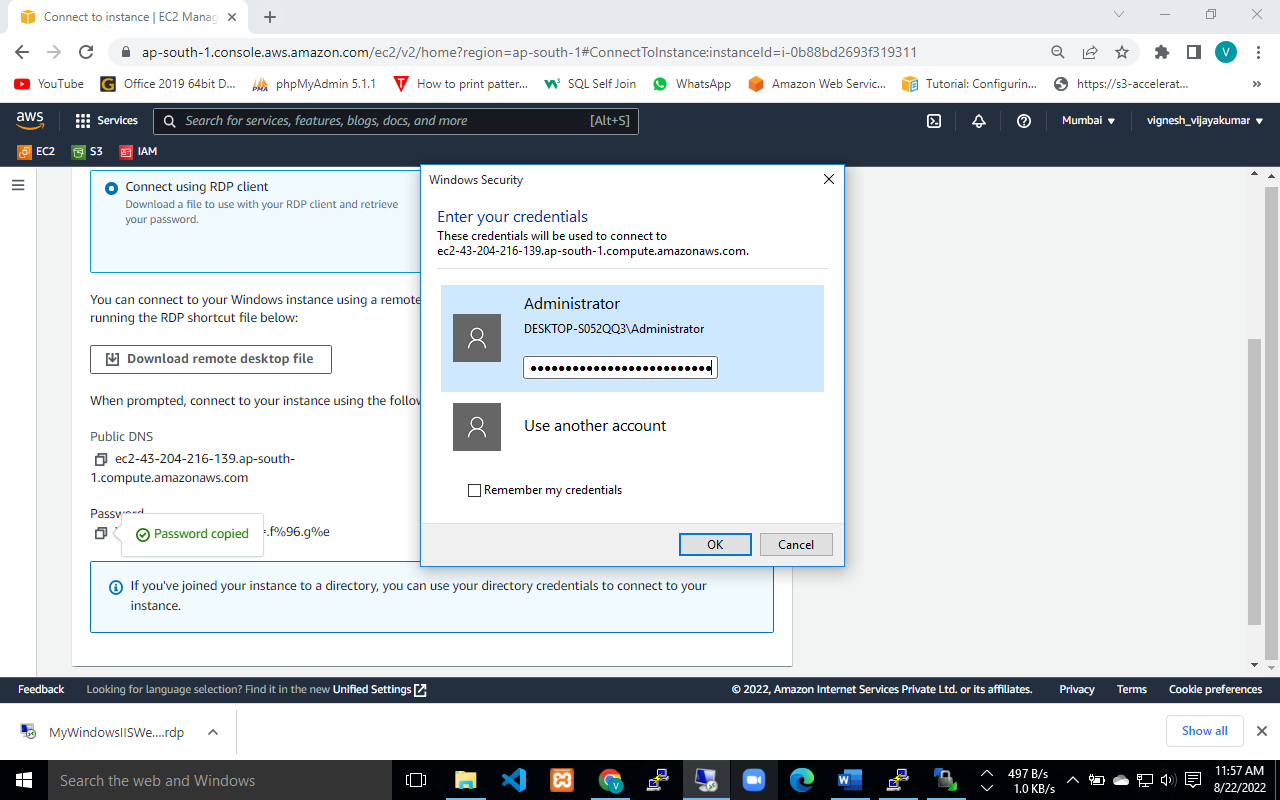 Connect to instance | EC2 Manag
ap-south-1.console.aws.amazon.com/ec2/v2/home?region=ap-south-1#ConnectToInstance:instanceId=i-0b88bd2693f319311
V
YouTube
Office 2019 64bit D...
phpMyAdmin 5.1.1
How to print patter...
SQL Self Join
WhatsApp
Amazon Web Servic...
Tutorial: Configurin...
https://s3-accelerat...
»
aws
Services
Search for services, features, blogs, docs, and more
[Alt+S]
Mumbai
vignesh_vijayakumar
EC2
S3
IAM
Connect using RDP client
Download a file to use with your RDP client and retrieve
your password.
You can connect to your Windows instance using a remote
running the RDP shortcut file below:
Download remote desktop file
When prompted, connect to your instance using the follow
Public DNS
ec2-43-204-216-139.ap-south-
1.compute.amazonaws.com
Password
Password copied
.f%96.g%e
If you've joined your instance to a directory, you can use your directory credentials to connect to your
instance.
Windows Security
Enter your credentials
These credentials will be used to connect to
ec2-43-204-216-139.ap-south-1.compute.amazonaws.com.
Administrator
DESKTOP-S052QQ3\Administrator
Use another account
Remember my credentials
OK
Cancel
Feedback
Looking for language selection? Find it in the new Unified Settings
© 2022, Amazon Internet Services Private Ltd. or its affiliates.
Privacy
Terms
Cookie preferences
MyWindowsIISWe....rdp
Show all
Search the web and Windows
497 B/s
1.0 KB/s
11:57 AM
8/22/2022